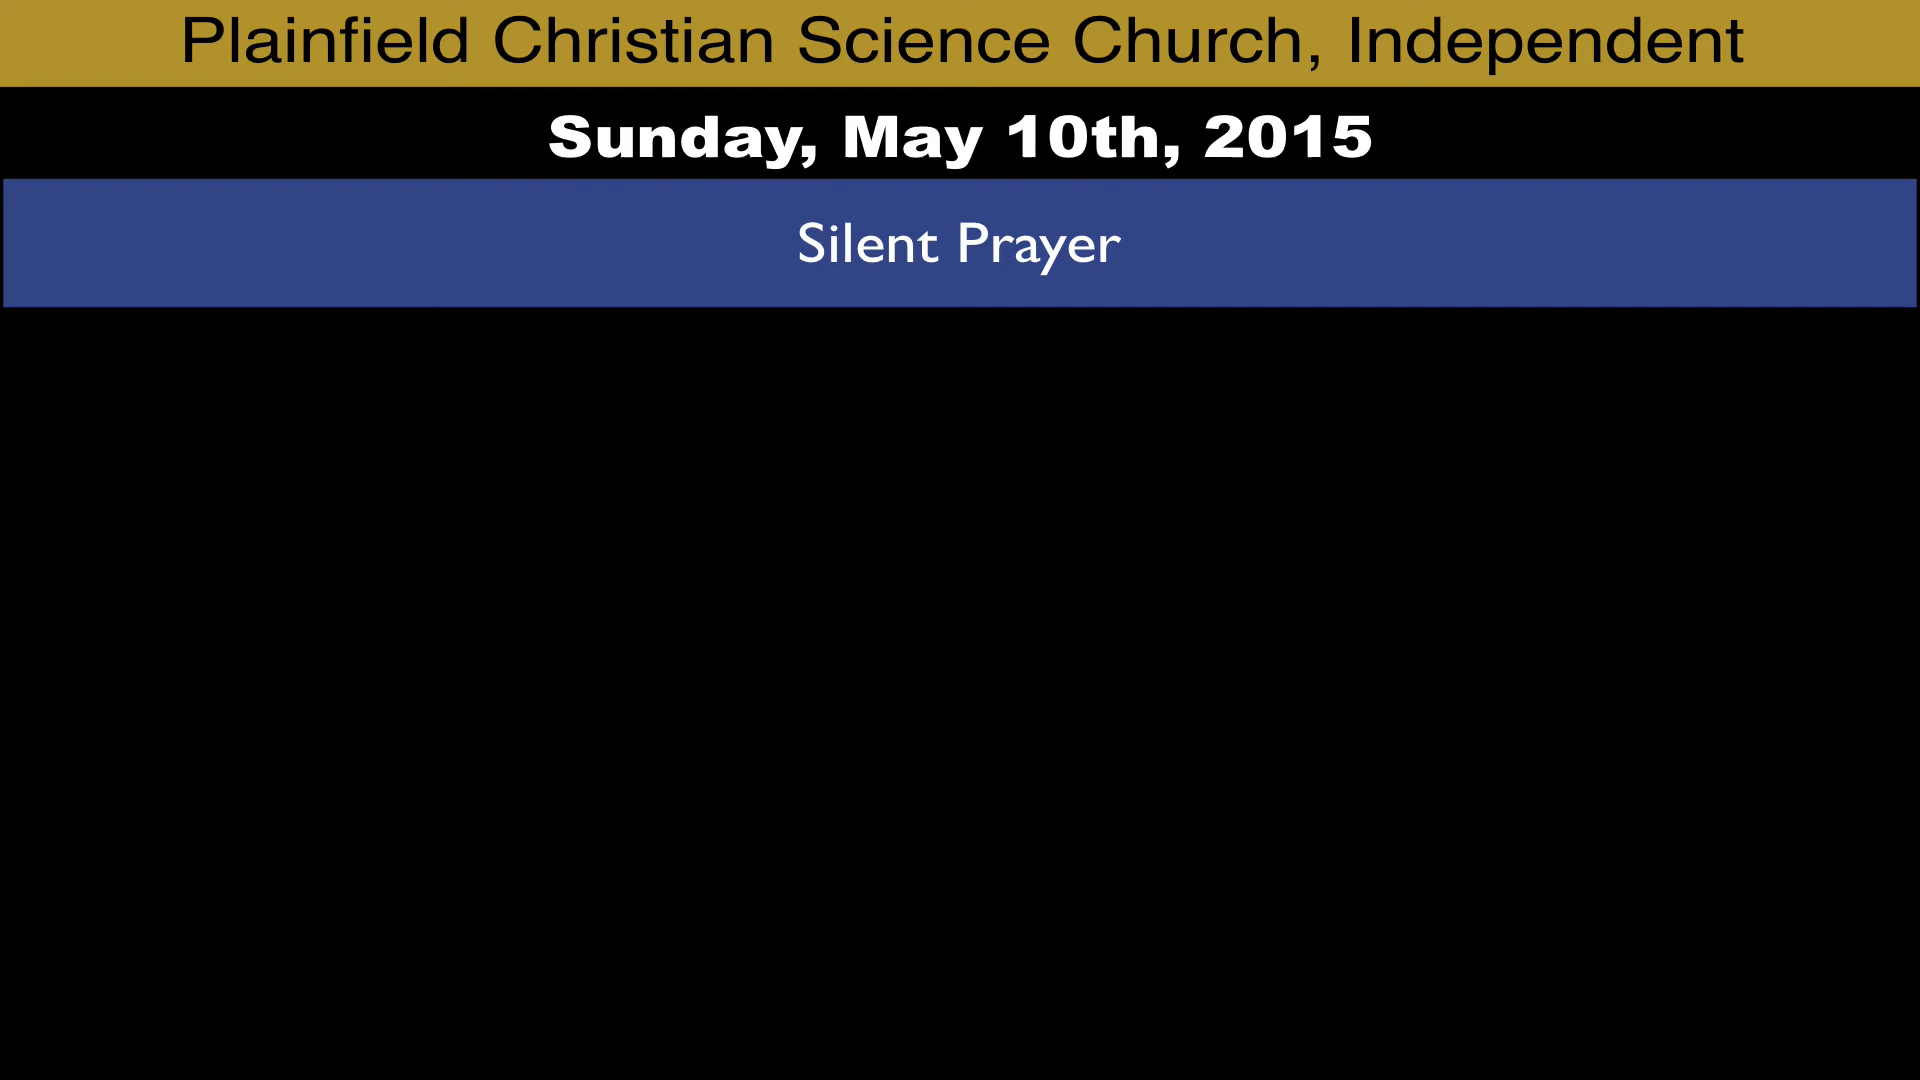 Plainfield Christian Science Church, Independent
Sunday, May 10th, 2015
Silent Prayer